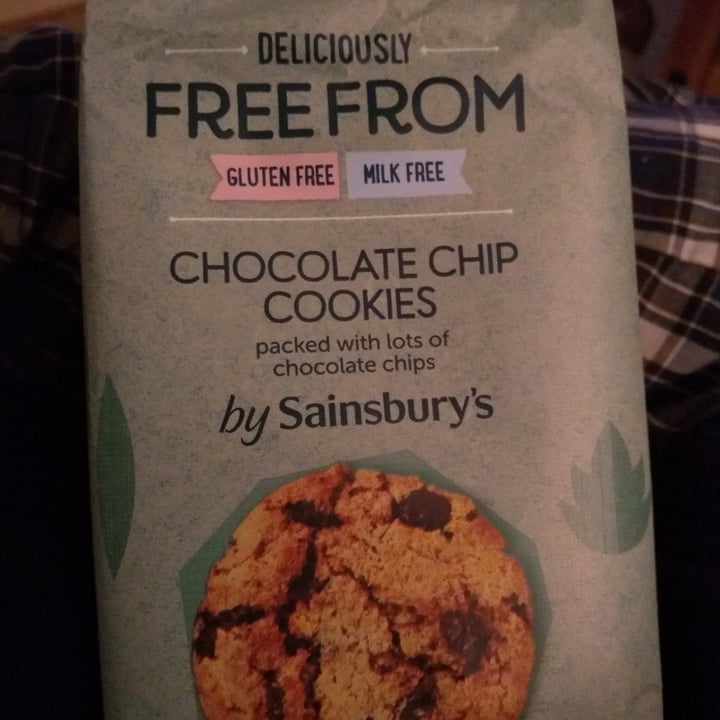 DELICIOUSLY
FREE FROM
GLUTEN FREE MILK FREE
CHOCOLATE CHIP
COOKIES
packed with lots of
chocolate chips
by Sainsbury's